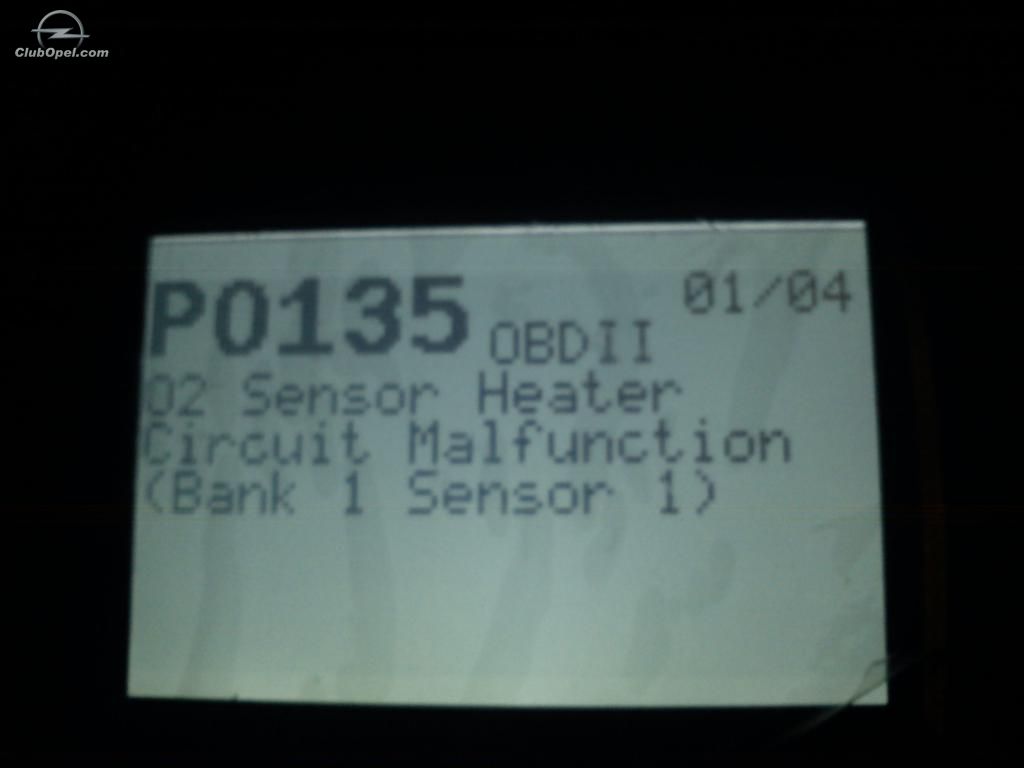 ClubOpel.com
P0135 OBDII 01/04
O2 Sensor Heater
Circuit Malfunction
(Bank 1 Sensor 1)